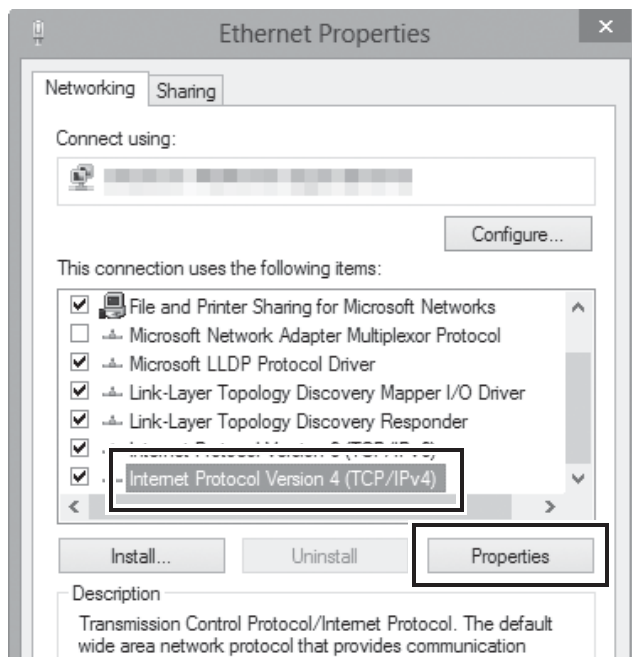 Ethernet Properties
Networking
Sharing
Connect using:
Configure...
This connection uses the following items:
File and Printer Sharing for Microsoft Networks
Microsoft Network Adapter Multiplexor Protocol
Microsoft LLDP Protocol Driver
Link-Layer Topology Discovery Mapper I/O Driver
Link-Layer Topology Discovery Responder
Internet Protocol Version 4 (TCP/IPv4)
Install...
Uninstall
Properties
Description
Transmission Control Protocol/Internet Protocol. The default
wide area network protocol that provides communication